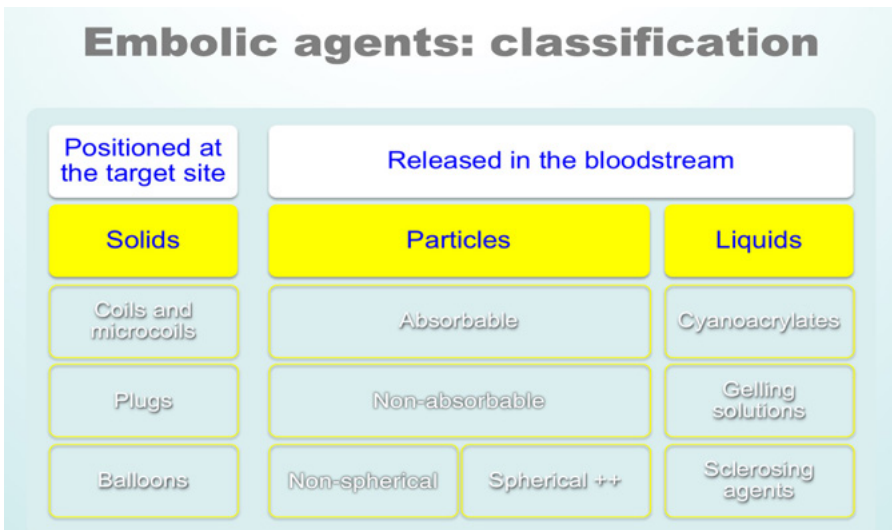 Embolic agents: classification
Positioned at
the target site
Released in the bloodstream
Solids
Particles
Liquids
Coils and
microcoils
Absorbable
Cyanoacrylates
Plugs
Non-absorbable
Gelling
solutions
Balloons
Non-spherical
Spherical ++
Sclerosing
agents